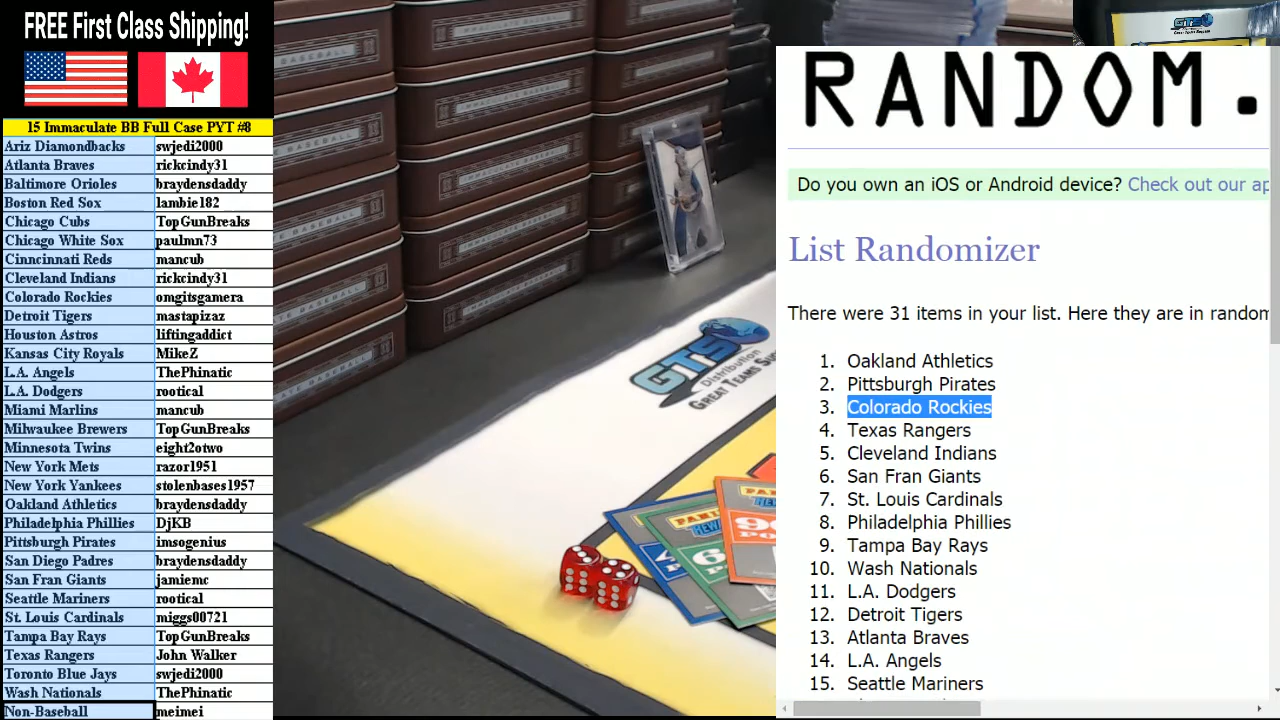 FREE First Class Shipping!
15 Immaculate BB Full Case PYT #8
Ariz Diamondbacks swjedi2000
Atlanta Braves rickcindy31
Baltimore Orioles braydensdaddy
Boston Red Sox lambie182
Chicago Cubs TopGunBreaks
Chicago White Sox paulmn73
Cinncinnati Reds mancub
Cleveland Indians rickcindy31
Colorado Rockies omgitsgamera
Detroit Tigers mastapizaz
Houston Astros liftingaddict
Kansas City Royals MikeZ
L.A. Angels ThePhinatic
L.A. Dodgers rootical
Miami Marlins mancub
Milwaukee Brewers TopGunBreaks
Minnesota Twins eight2otwo
New York Mets razor1951
New York Yankees stolenbases1957
Oakland Athletics braydensdaddy
Philadelphia Phillies DjKB
Pittsburgh Pirates imsogenius
San Diego Padres braydensdaddy
San Fran Giants jamiemc
Seattle Mariners rootical
St. Louis Cardinals miggs00721
Tampa Bay Rays TopGunBreaks
Texas Rangers John Walker
Toronto Blue Jays swjedi2000
Wash Nationals ThePhinatic
Non-Baseball meimei
GTS
Distribution
GREAT TEAMS
RANDOM.
Do you own an iOS or Android device? Check out our ap
List Randomizer
There were 31 items in your list. Here they are in random
1. Oakland Athletics
2. Pittsburgh Pirates
3. Colorado Rockies
4. Texas Rangers
5. Cleveland Indians
6. San Fran Giants
7. St. Louis Cardinals
8. Philadelphia Phillies
9. Tampa Bay Rays
10. Wash Nationals
11. L.A. Dodgers
12. Detroit Tigers
13. Atlanta Braves
14. L.A. Angels
15. Seattle Mariners